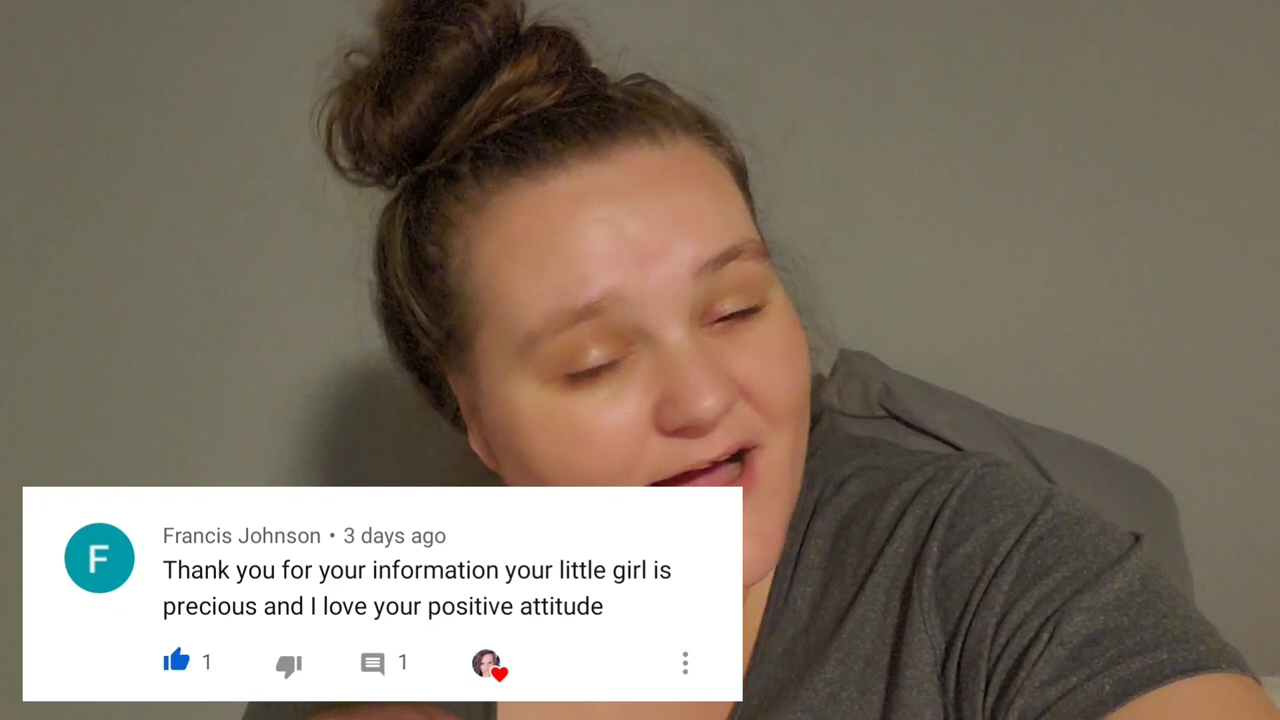 F
Francis Johnson • 3 days ago
Thank you for your information your little girl is
precious and I love your positive attitude
1
1